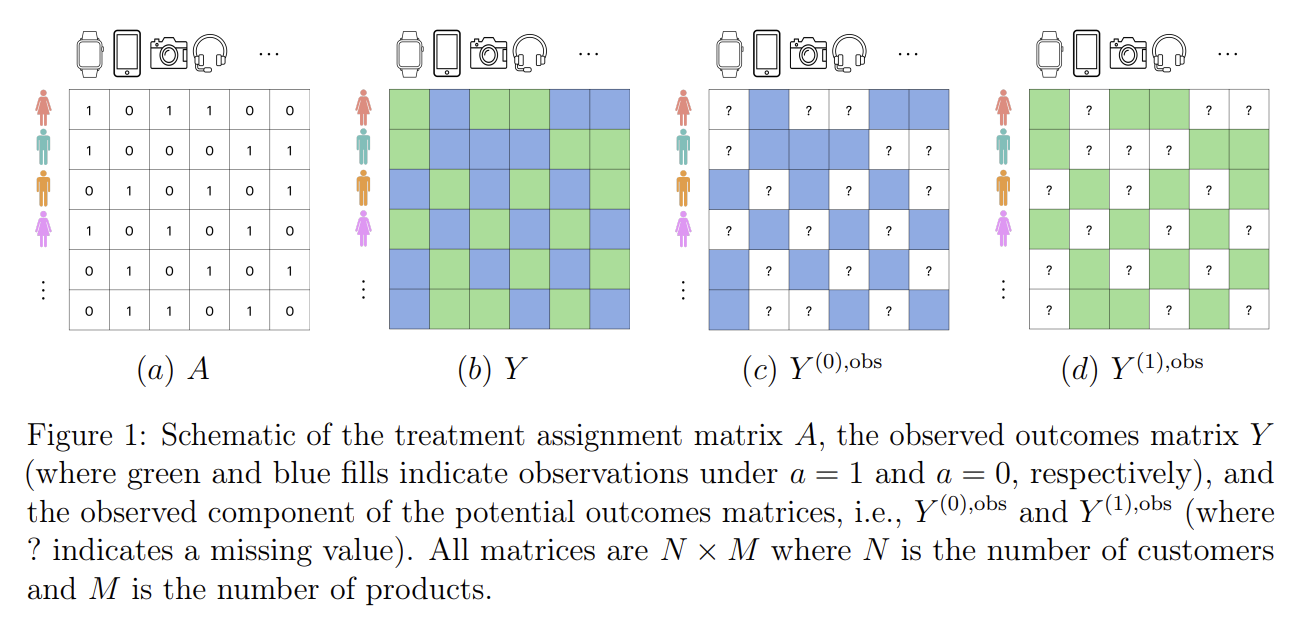 … … … …
1 0 1 1 0 0 ? ? ? ? ? ?
1 0 0 0 1 1 ? ? ? ? ? ?
0 1 0 1 0 1 ? ? ? ? ? ?
1 0 1 0 1 0 ? ? ? ? ? ?
0 1 0 1 0 1 ? ? ? ? ? ?
0 1 1 0 1 0 ? ? ? ? ? ?
(a) A (b) Y (c) Y^(0),obs (d) Y^(1),obs
Figure 1: Schematic of the treatment assignment matrix A, the observed outcomes matrix Y
(where green and blue fills indicate observations under a = 1 and a = 0, respectively), and
the observed component of the potential outcomes matrices, i.e., Y^(0),obs and Y^(1),obs (where
? indicates a missing value). All matrices are N × M where N is the number of customers
and M is the number of products.